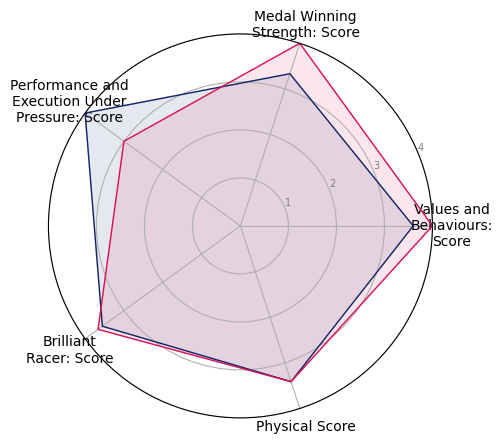 Medal Winning
Strength: Score
Performance and
Execution Under
Pressure: Score
4
3
2
1
Values and
Behaviours:
Score
Brilliant
Racer: Score
Physical Score